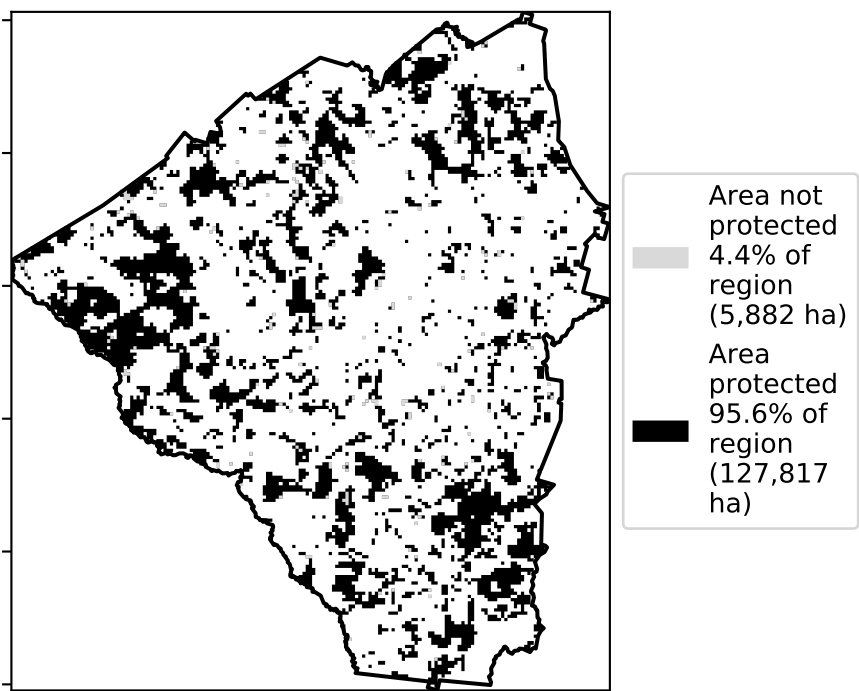 Area not
protected
4.4% of
region
(5,882 ha)
Area
protected
95.6% of
region
(127,817
ha)